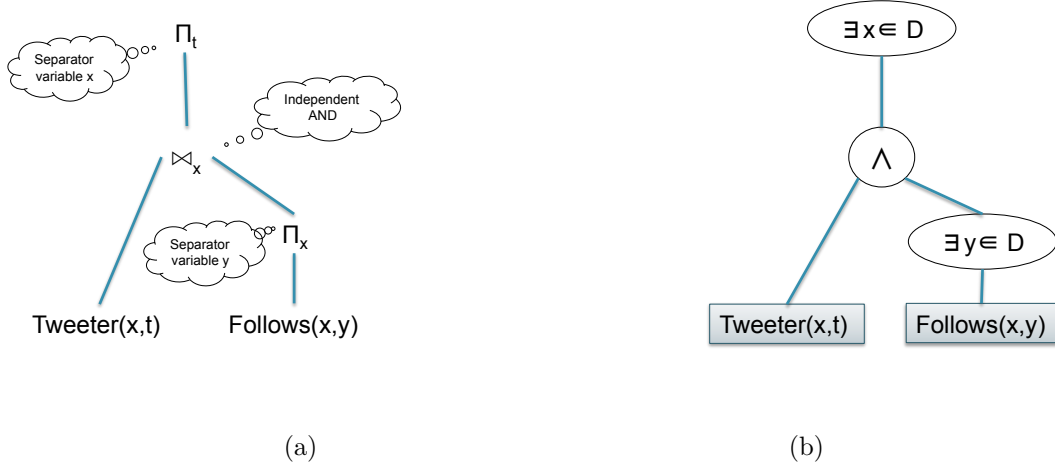 Π_t
Separator
variable x
Independent
AND
⋈_x
Separator
variable y
Π_x
Tweeter(x,t)
Follows(x,y)
(a)
∃ x ∈ D
∧
∃ y ∈ D
Tweeter(x,t)
Follows(x,y)
(b)